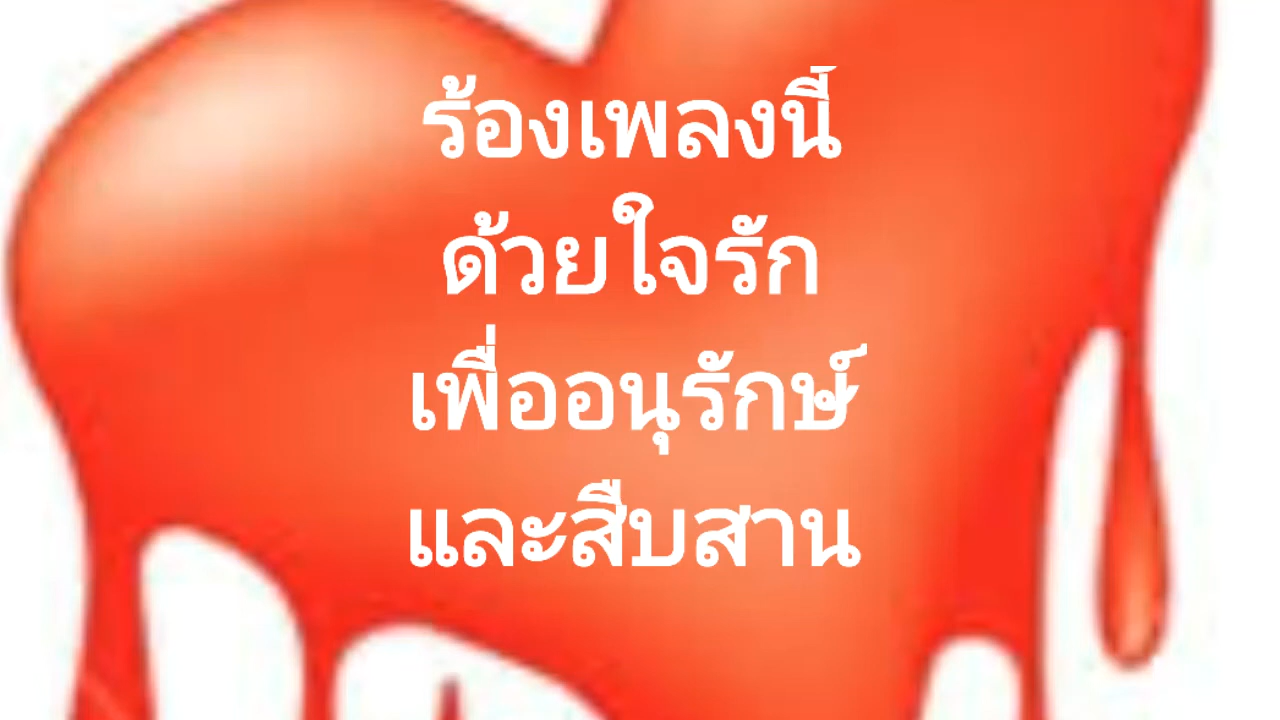 ร้องเพลงนี้
ด้วยใจรัก
เพื่ออนุรักษ์
และสืบสาน